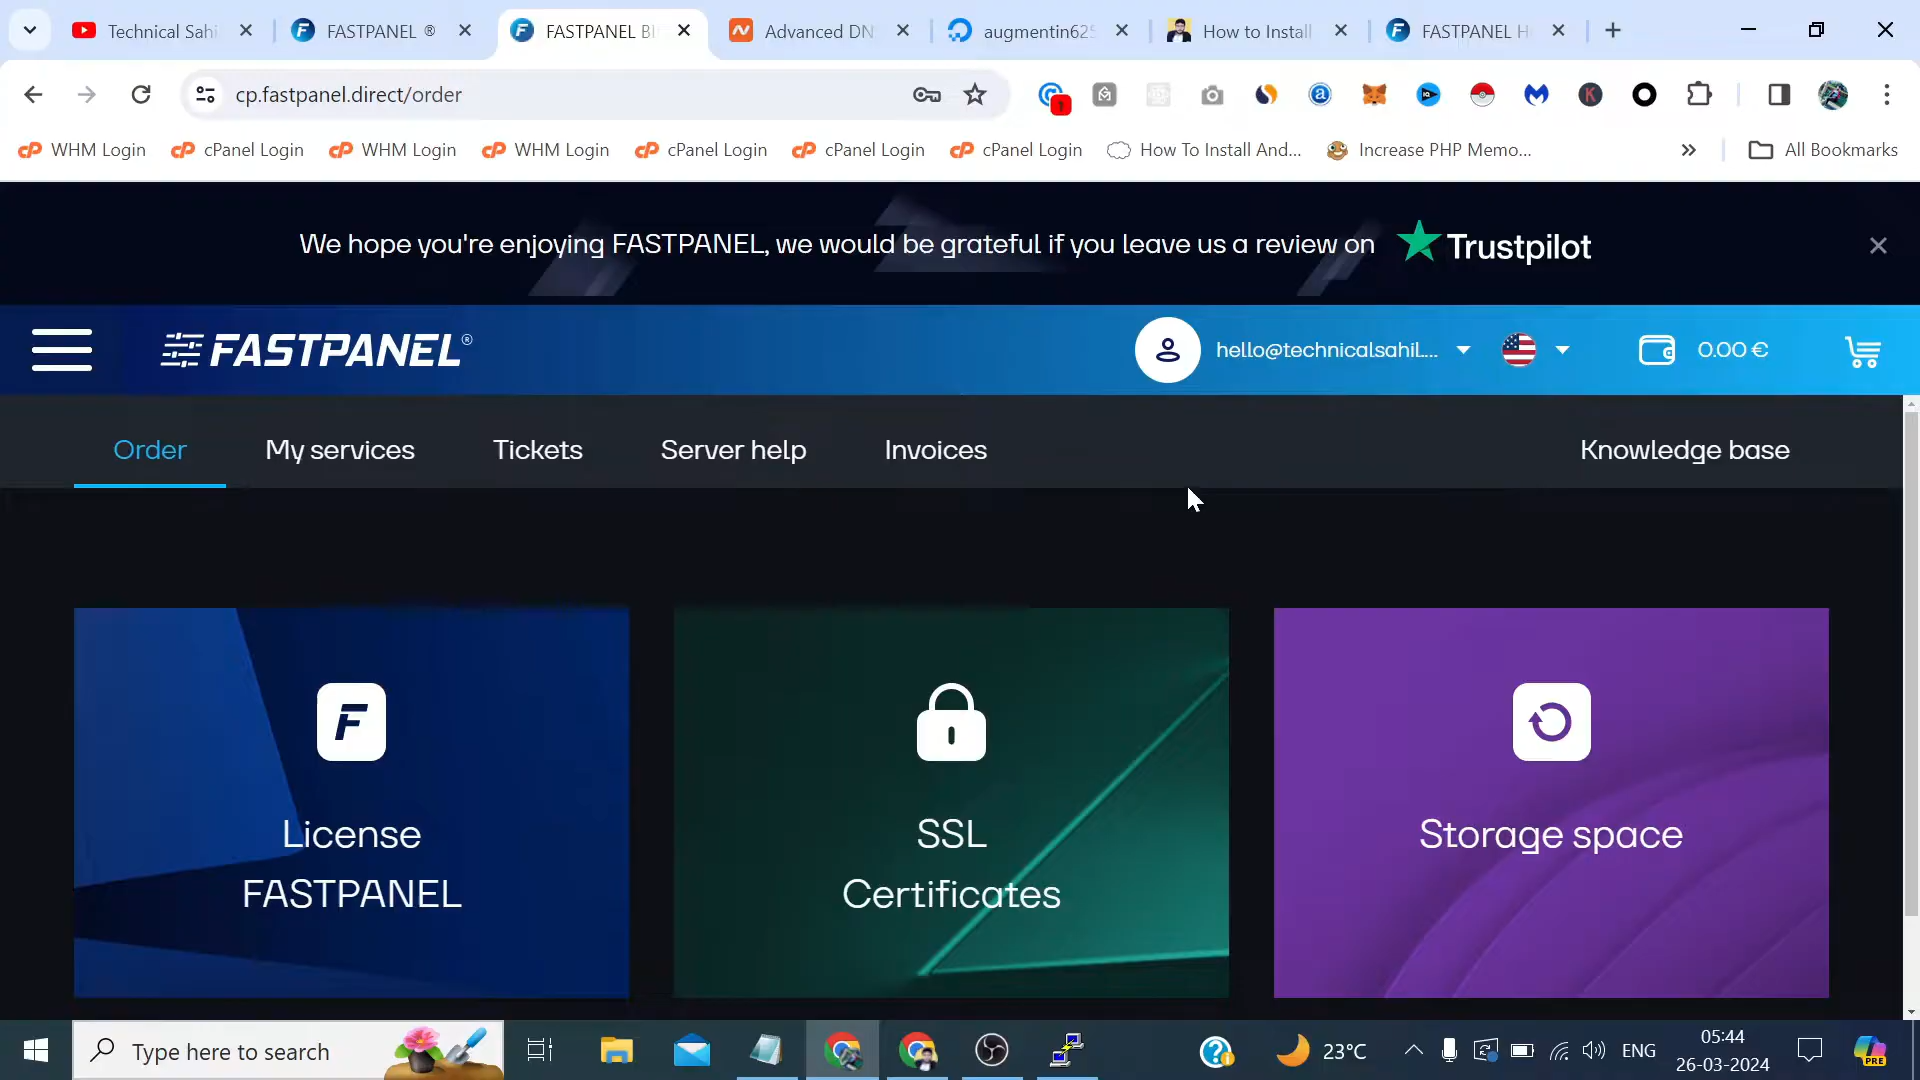 Technical Sahi
FASTPANEL ®
FASTPANEL BI
Advanced DN
augmentin625
How to Install
FASTPANEL H
cp.fastpanel.direct/order
WHM Login
cPanel Login
WHM Login
WHM Login
cPanel Login
cPanel Login
cPanel Login
How To Install And...
Increase PHP Memo...
All Bookmarks
We hope you're enjoying FASTPANEL, we would be grateful if you leave us a review on Trustpilot
FASTPANEL®
hello@technicalsahil....
0.00 €
Order
My services
Tickets
Server help
Invoices
Knowledge base
License
FASTPANEL
SSL
Certificates
Storage space
Type here to search
23°C
ENG
05:44
26-03-2024
PRE